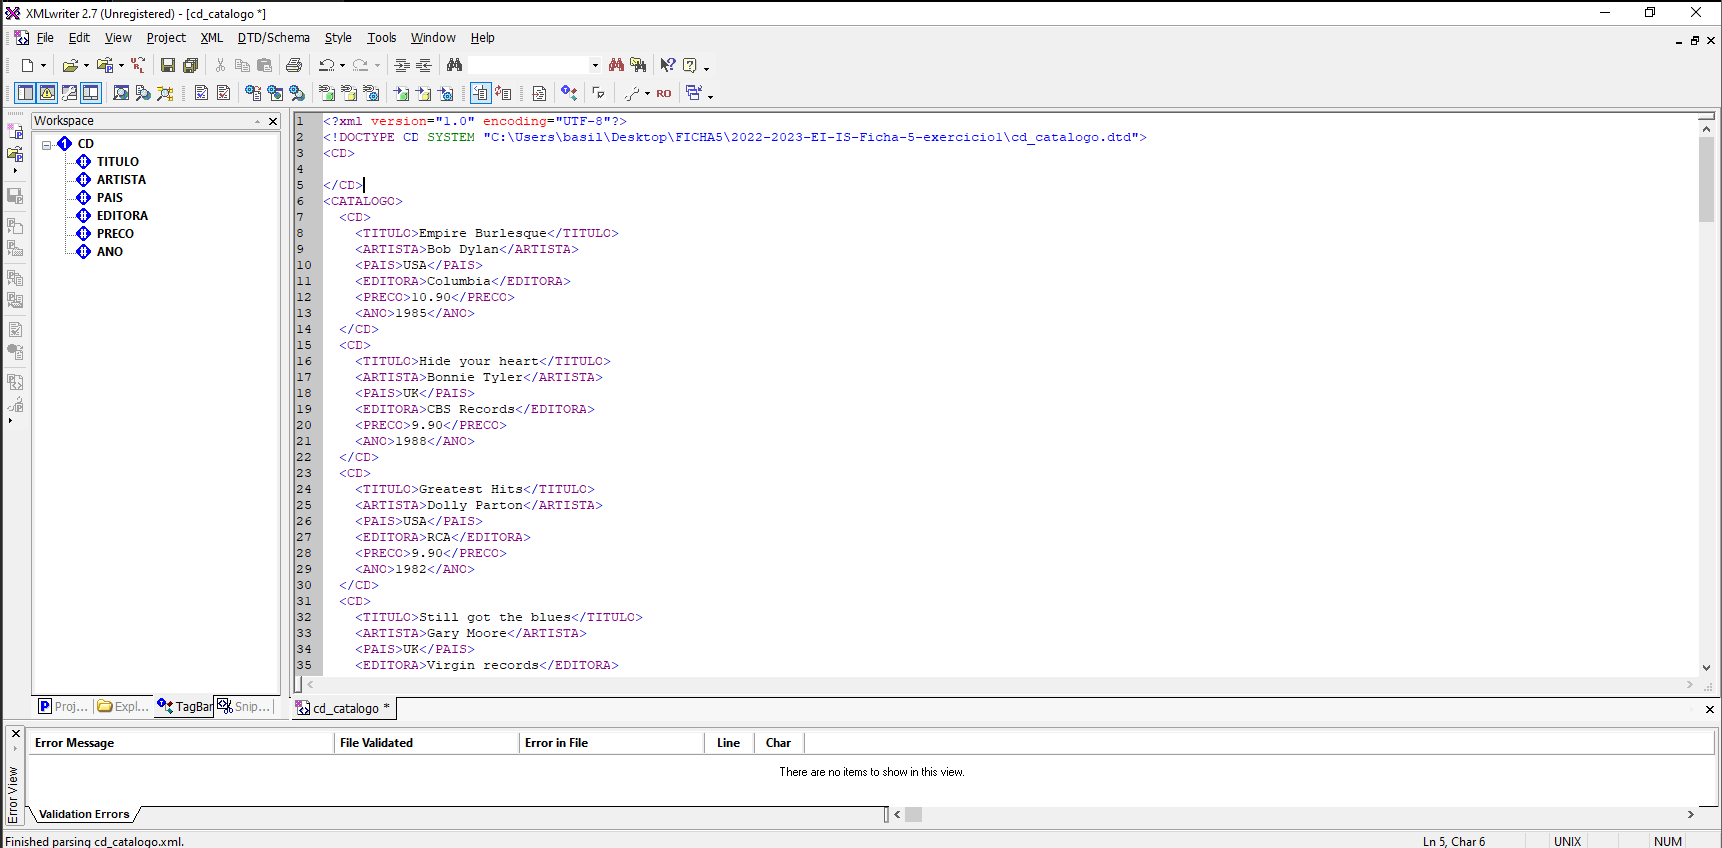 XMLwriter 2.7 (Unregistered) - [cd_catalogo *]
File Edit View Project XML DTD/Schema Style Tools Window Help
URL
RO
Workspace
CD
TITULO
ARTISTA
PAIS
EDITORA
PRECO
ANO
Proj... Expl... TagBar Snip...
1 <?xml version="1.0" encoding="UTF-8"?>
2 <!DOCTYPE CD SYSTEM "C:\Users\basil\Desktop\FICHA5\2022-2023-EI-IS-Ficha-5-exercicio1\cd_catalogo.dtd">
3 <CD>
4
5 </CD>
6 <CATALOGO>
7 <CD>
8 <TITULO>Empire Burlesque</TITULO>
9 <ARTISTA>Bob Dylan</ARTISTA>
10 <PAIS>USA</PAIS>
11 <EDITORA>Columbia</EDITORA>
12 <PRECO>10.90</PRECO>
13 <ANO>1985</ANO>
14 </CD>
15 <CD>
16 <TITULO>Hide your heart</TITULO>
17 <ARTISTA>Bonnie Tyler</ARTISTA>
18 <PAIS>UK</PAIS>
19 <EDITORA>CBS Records</EDITORA>
20 <PRECO>9.90</PRECO>
21 <ANO>1988</ANO>
22 </CD>
23 <CD>
24 <TITULO>Greatest Hits</TITULO>
25 <ARTISTA>Dolly Parton</ARTISTA>
26 <PAIS>USA</PAIS>
27 <EDITORA>RCA</EDITORA>
28 <PRECO>9.90</PRECO>
29 <ANO>1982</ANO>
30 </CD>
31 <CD>
32 <TITULO>Still got the blues</TITULO>
33 <ARTISTA>Gary Moore</ARTISTA>
34 <PAIS>UK</PAIS>
35 <EDITORA>Virgin records</EDITORA>
cd_catalogo *
Error View
Error Message File Validated Error in File Line Char
There are no items to show in this view.
Validation Errors
Finished parsing cd_catalogo.xml. Ln 5, Char 6 UNIX NUM